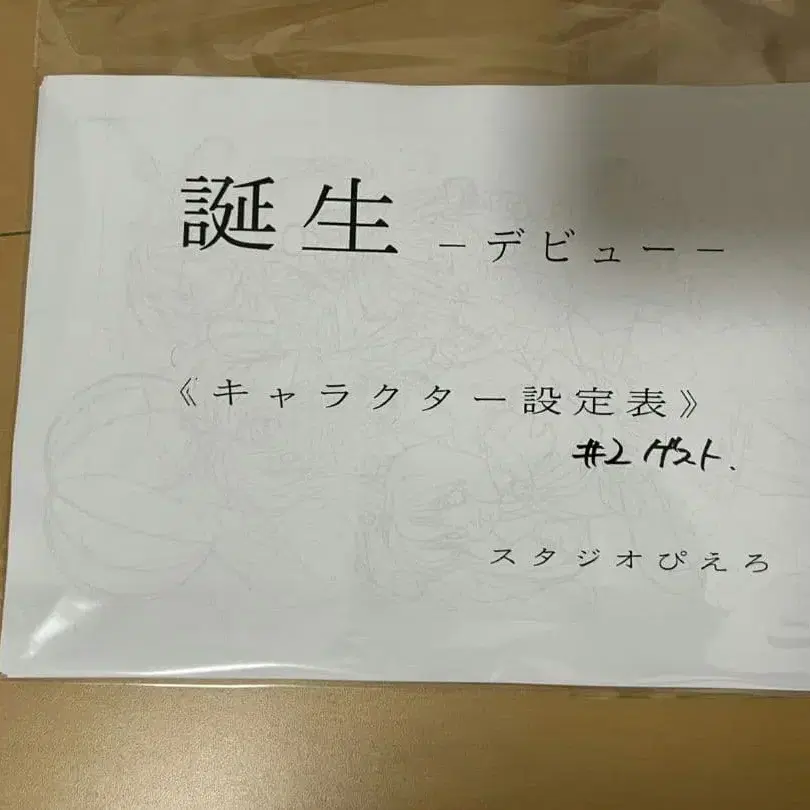 誕生 －デビュー－
《キャラクター設定表》
#2 ゲスト.
スタジオぴえろ